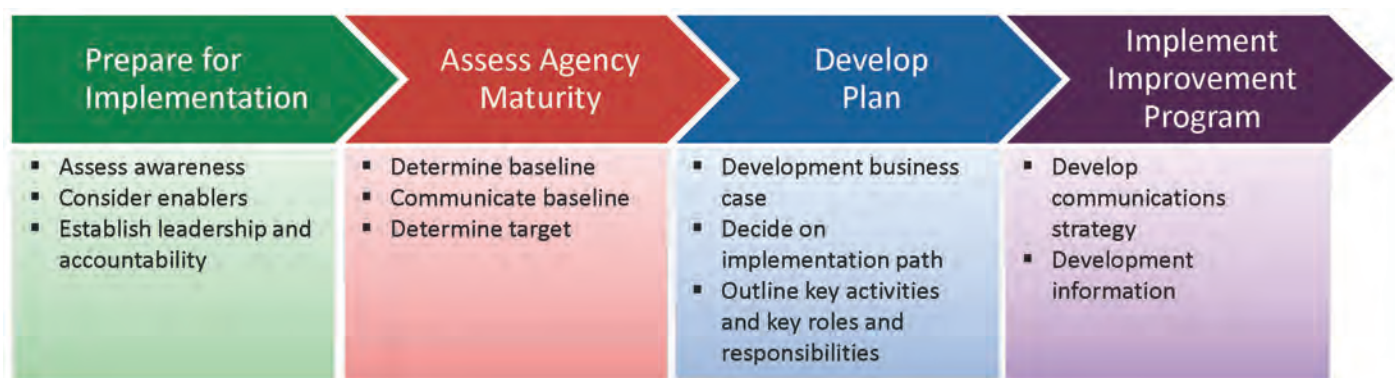 Prepare for
Implementation
▪ Assess awareness
▪ Consider enablers
▪ Establish leadership and
accountability
Assess Agency
Maturity
▪ Determine baseline
▪ Communicate baseline
▪ Determine target
Develop
Plan
▪ Development business
case
▪ Decide on
implementation path
▪ Outline key activities
and key roles and
responsibilities
Implement
Improvement
Program
▪ Develop
communications
strategy
▪ Development
information